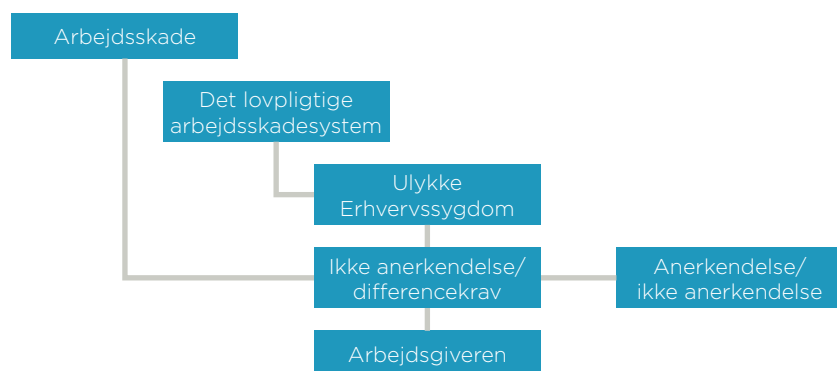 Arbejdsskade
Det lovpligtige
arbejdsskadesystem
Ulykke
Erhvervssygdom
Ikke anerkendelse/
differencekrav
Anerkendelse/
ikke anerkendelse
Arbejdsgiveren